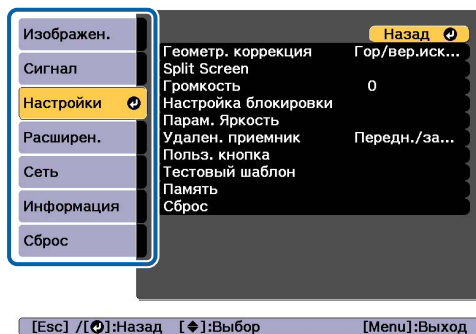 Изображен.
Сигнал
Настройки
Расширен.
Сеть
Информация
Сброс
Назад
Геометр. коррекция Гор/вер.иск...
Split Screen
Громкость 0
Настройка блокировки
Парам. Яркость
Удален. приемник Передн./за...
Польз. кнопка
Тестовый шаблон
Память
Сброс
[Esc] /[]:Назад []:Выбор [Menu]:Выход